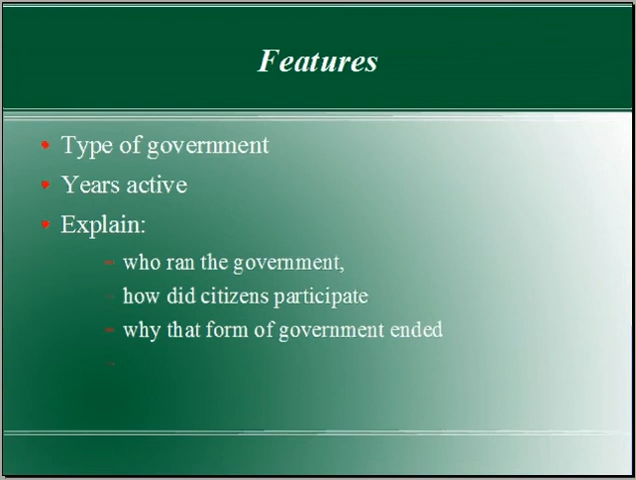 Features
• Type of government
• Years active
• Explain:
– who ran the government,
– how did citizens participate
– why that form of government ended
–